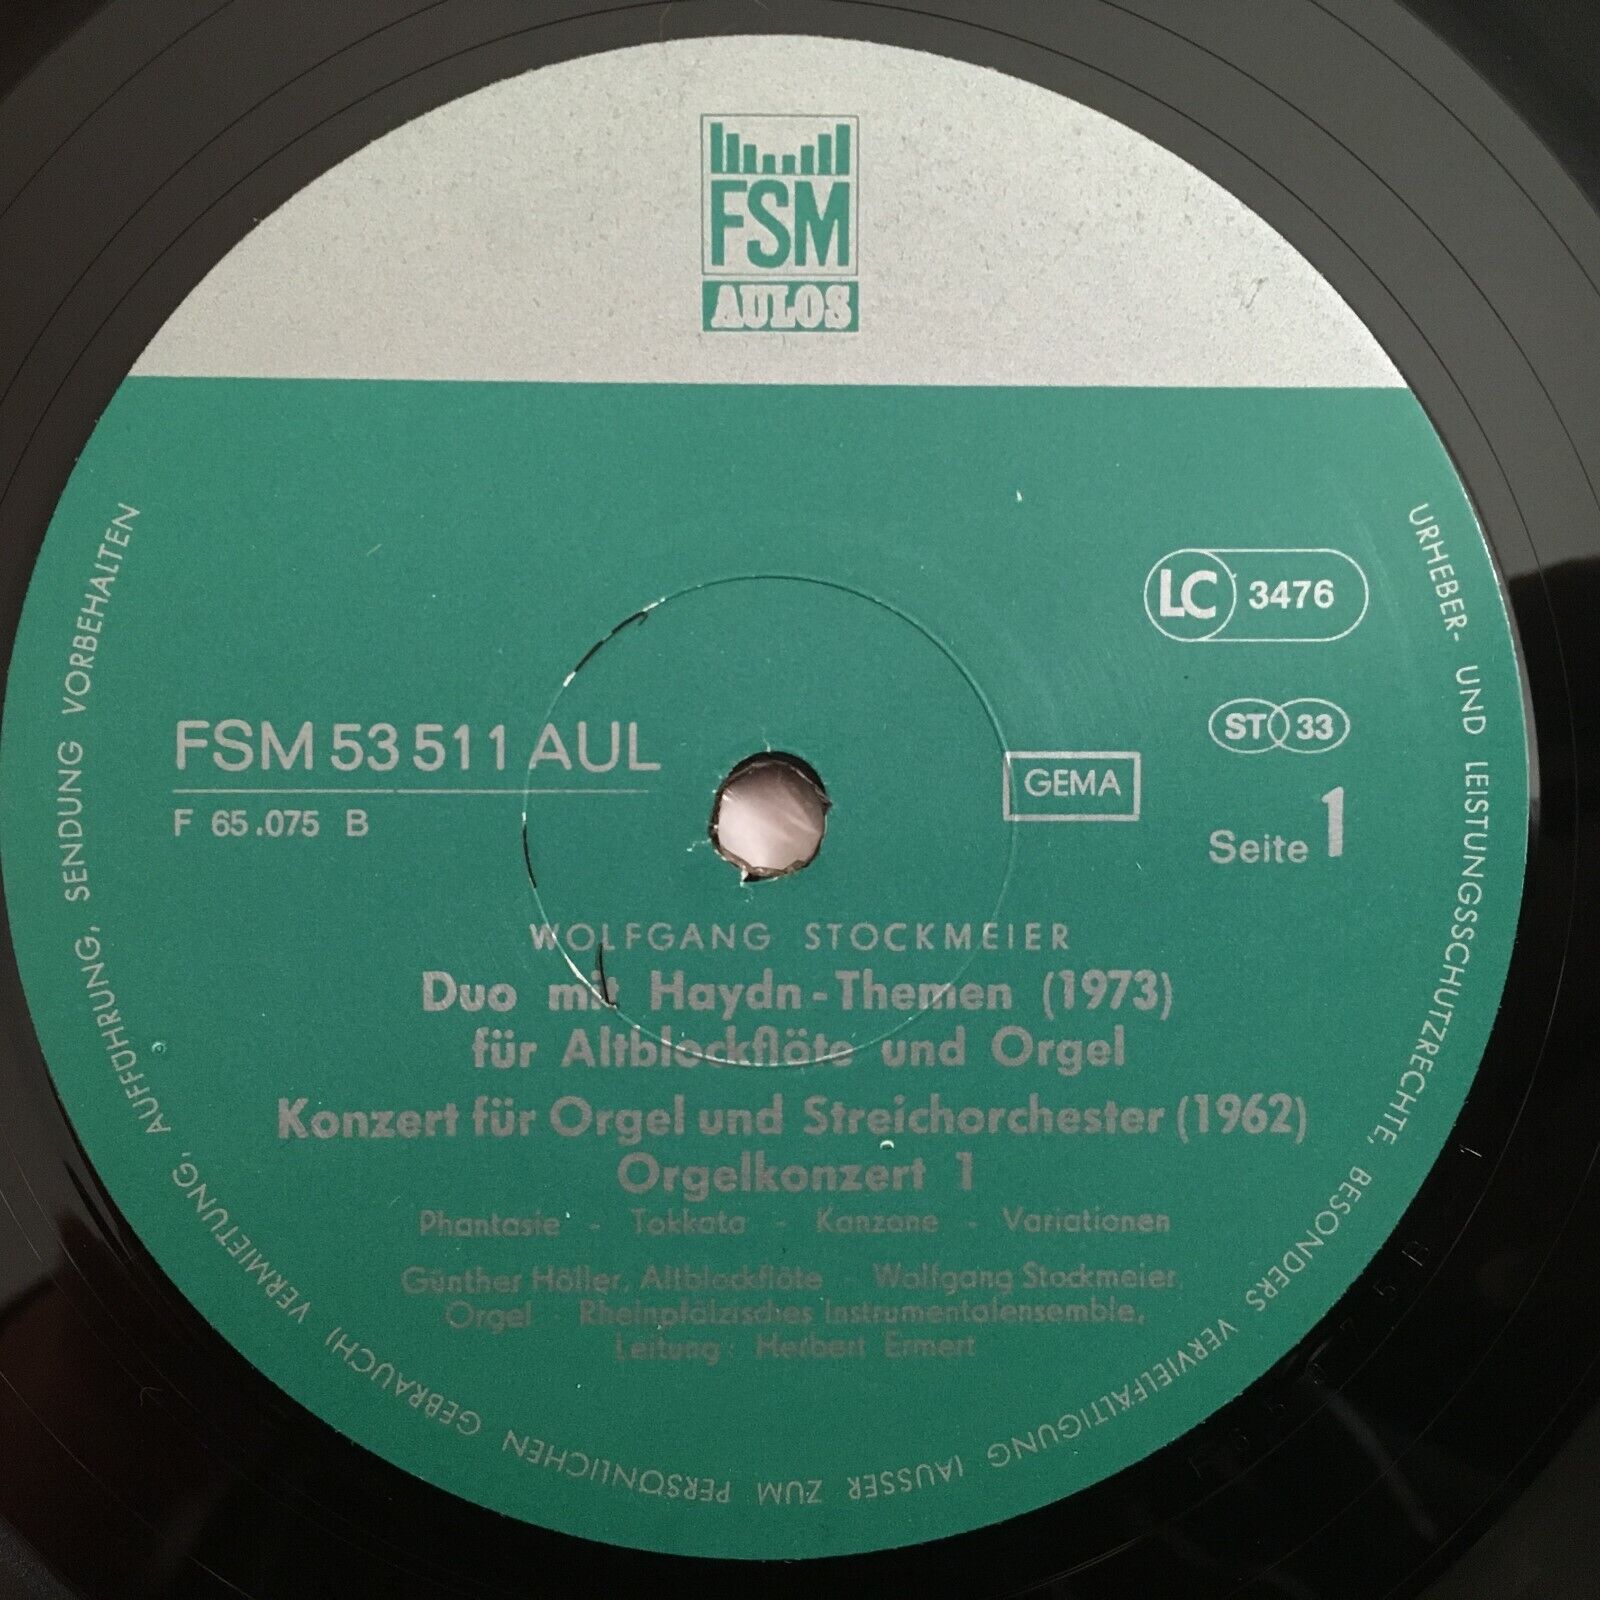 FSM
AULOS
LC 3476
ST 33
FSM 53 511 AUL
F 65.075 B
GEMA
Seite 1
WOLFGANG STOCKMEIER
Duo mit Haydn-Themen (1973)
für Altblockflöte und Orgel
Konzert für Orgel und Streichorchester (1962)
Orgelkonzert 1
Phantasie - Tokkata - Kanzone - Variationen
Günther Höller, Altblockflöte Wolfgang Stockmeier,
Orgel - Rheinpfälzisches Instrumentalensemble,
Leitung: Herbert Ermert
URHEBER- UND LEISTUNGSSCHUTZRECHTE, BESONDERS VERVIELFÄLTIGUNG (AUSSER ZUM PERSÖNLICHEN GEBRAUCH) VERMIETUNG, AUFFÜHRUNG, SENDUNG VORBEHALTEN